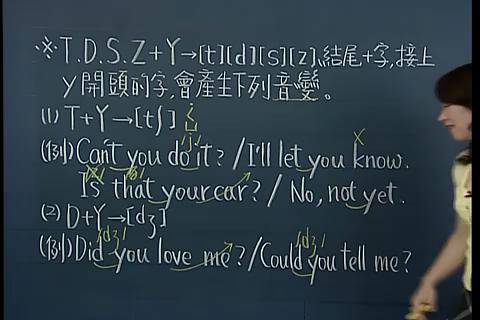 ※T.D.S.Z+Y→[t][d][s][z]結尾+字,接上
y開頭的字,會產生下列音變。
(1) T+Y→[tʃ]
(例)Can't you do it? / I'll let you know.
Is that your car? / No, not yet.
(2) D+Y→[dʒ]
(例)Did you love me? / Could you tell me?